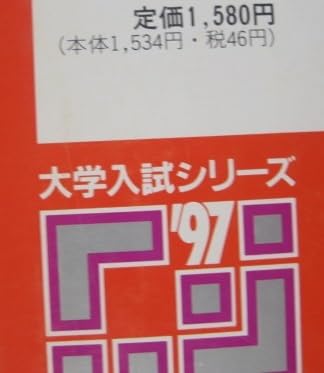 定価1,580円
(本体1,534円・税46円)
大学入試シリーズ
'97